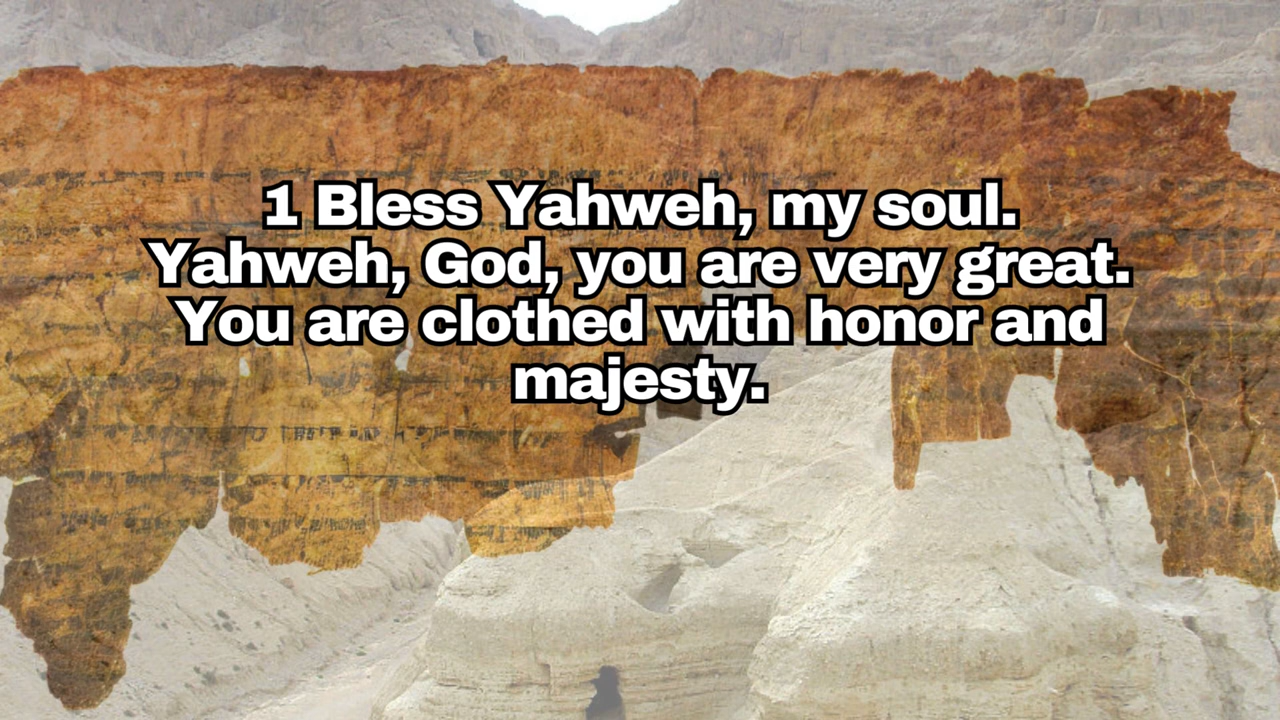 1 Bless Yahweh, my soul.
Yahweh, God, you are very great.
You are clothed with honor and
majesty.